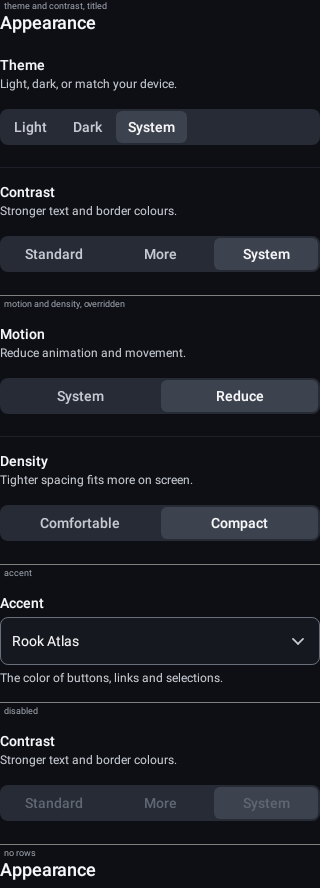 theme and contrast, titled
Appearance
Theme
Light, dark, or match your device.
Light Dark System
Contrast
Stronger text and border colours.
Standard More System
motion and density, overridden
Motion
Reduce animation and movement.
System Reduce
Density
Tighter spacing fits more on screen.
Comfortable Compact
accent
Accent
Rook Atlas
The color of buttons, links and selections.
disabled
Contrast
Stronger text and border colours.
Standard More System
no rows
Appearance